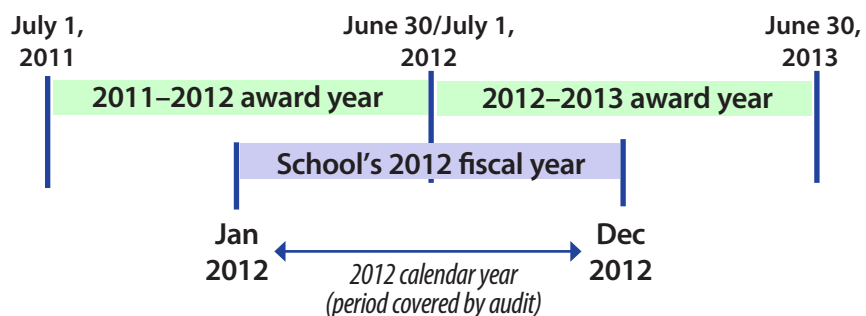 July 1,
2011
June 30/July 1,
2012
June 30,
2013
2011–2012 award year
2012–2013 award year
School's 2012 fiscal year
Jan
2012
Dec
2012
2012 calendar year
(period covered by audit)